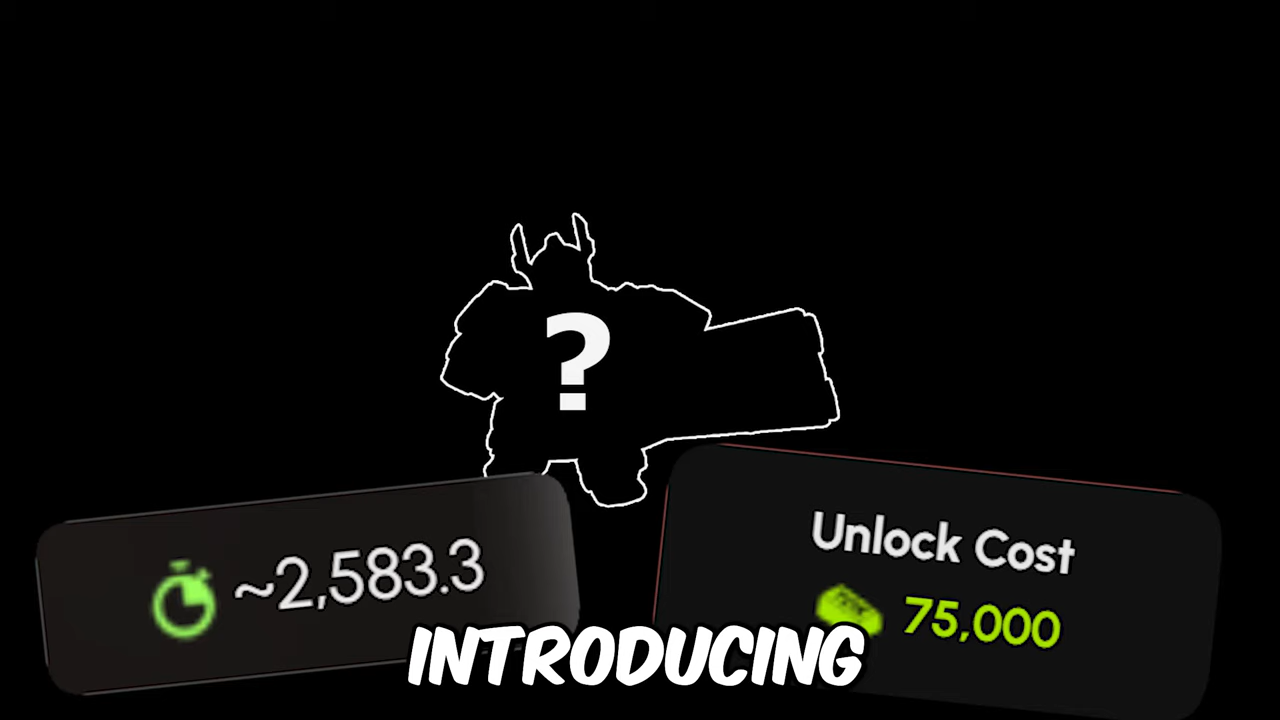 ?
~2,583.3
Unlock Cost
75,000
INTRODUCING